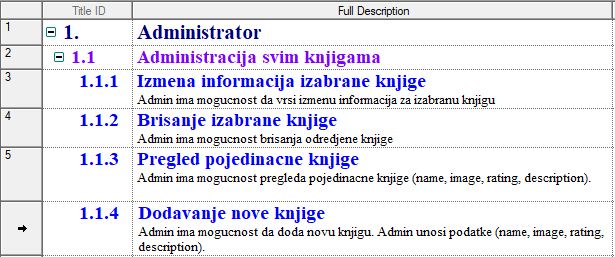 Title ID Full Description
1 1. Administrator
2 1.1 Administracija svim knjigama
3 1.1.1 Izmena informacija izabrane knjige
Admin ima mogucnost da vrsi izmenu informacija za izabranu knjigu
4 1.1.2 Brisanje izabrane knjige
Admin ima mogucnost brisanja odredjene knjige
5 1.1.3 Pregled pojedinacne knjige
Admin ima mogucnost pregleda pojedinacne knjige (name, image, rating, description).
1.1.4 Dodavanje nove knjige
Admin ima mogucnost da doda novu knjigu. Admin unosi podatke (name, image, rating,
description).